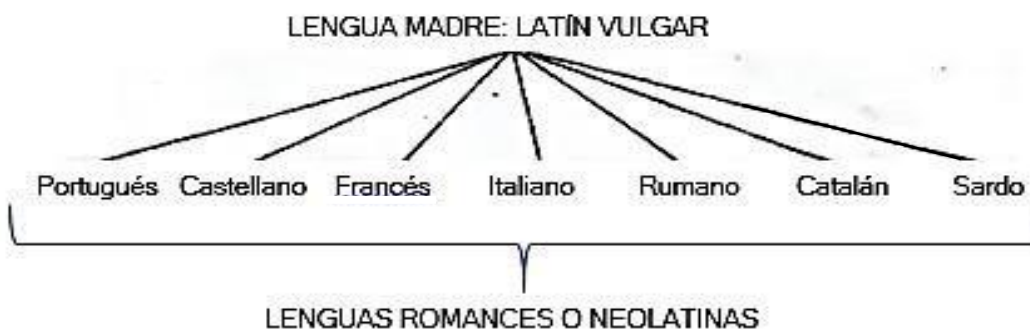 LENGUA MADRE: LATÍN VULGAR
Portugués Castellano Francés Italiano Rumano Catalán Sardo
LENGUAS ROMANCES O NEOLATINAS